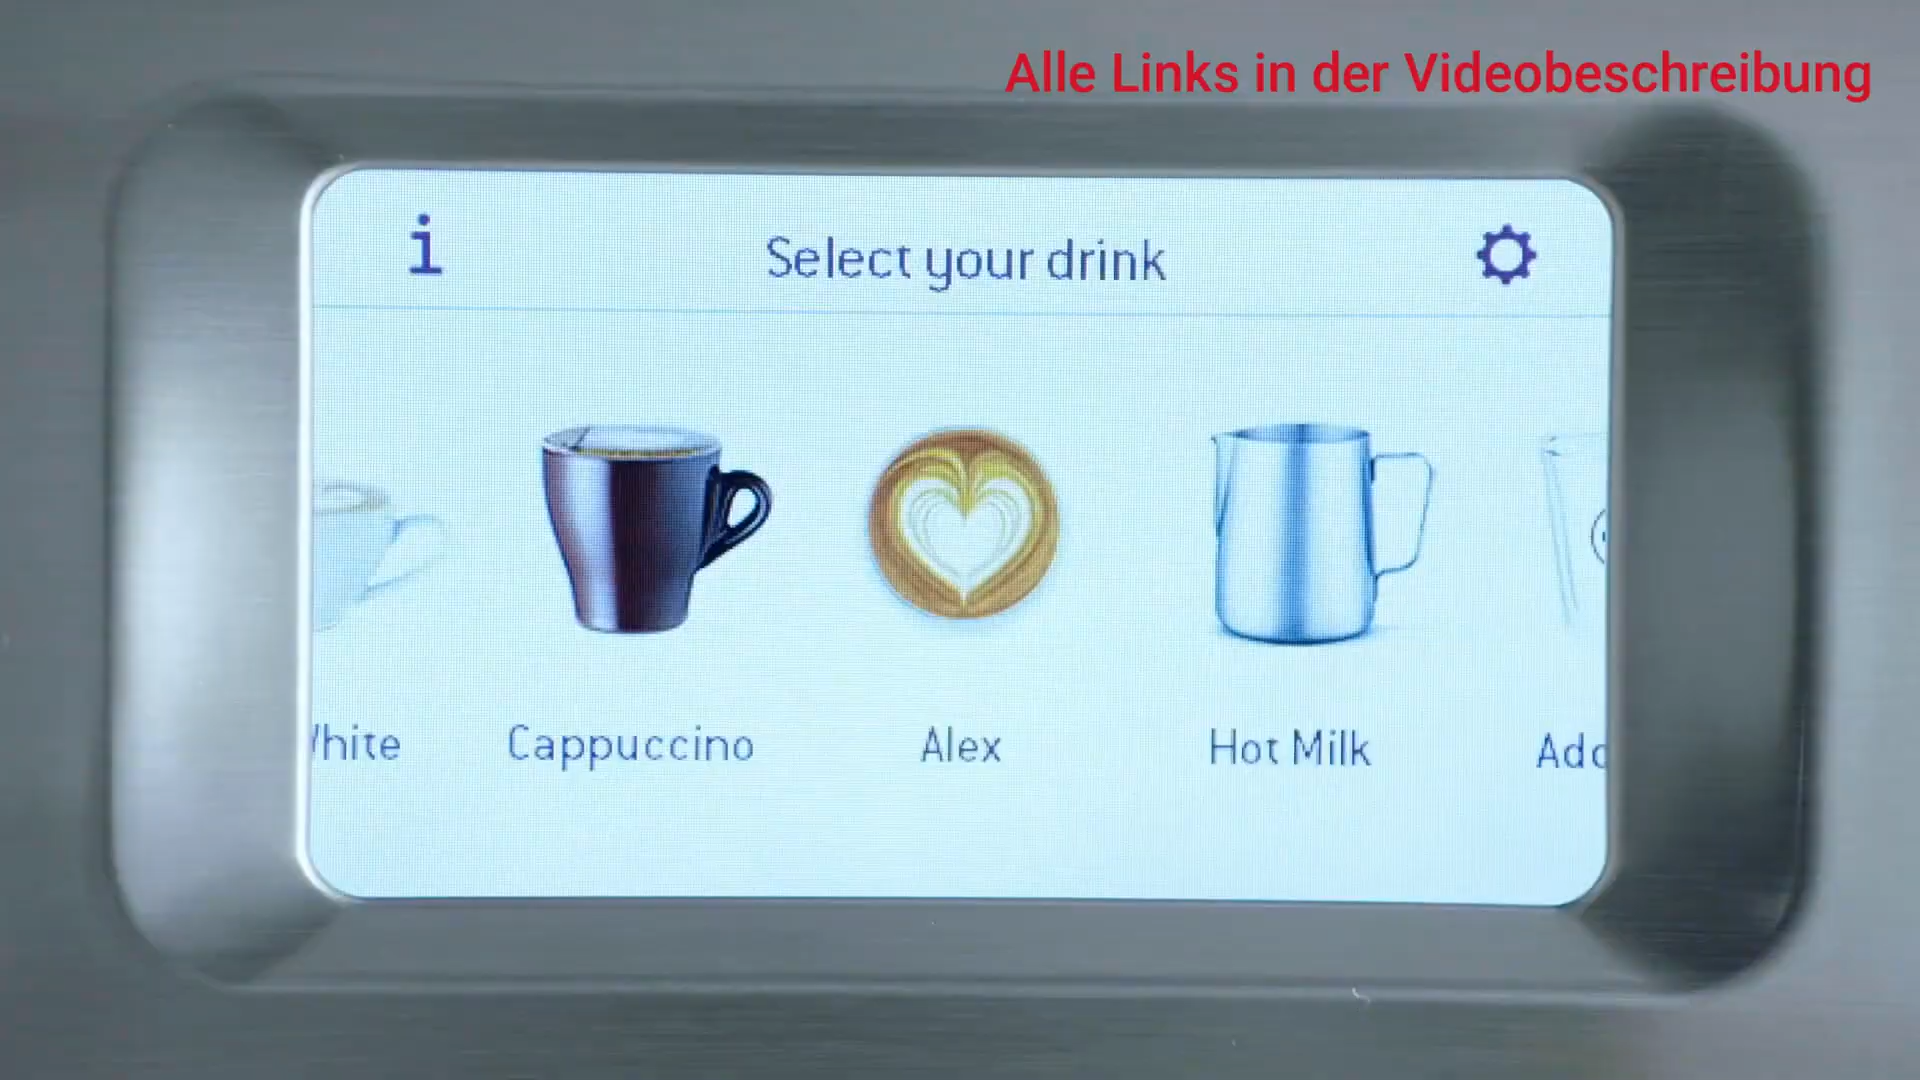 Alle Links in der Videobeschreibung
i
Select your drink
Cappuccino
Alex
Hot Milk